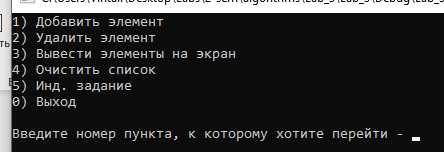 1) Добавить элемент
2) Удалить элемент
3) Вывести элементы на экран
4) Очистить список
5) Инд. задание
0) Выход
Введите номер пункта, к которому хотите перейти -